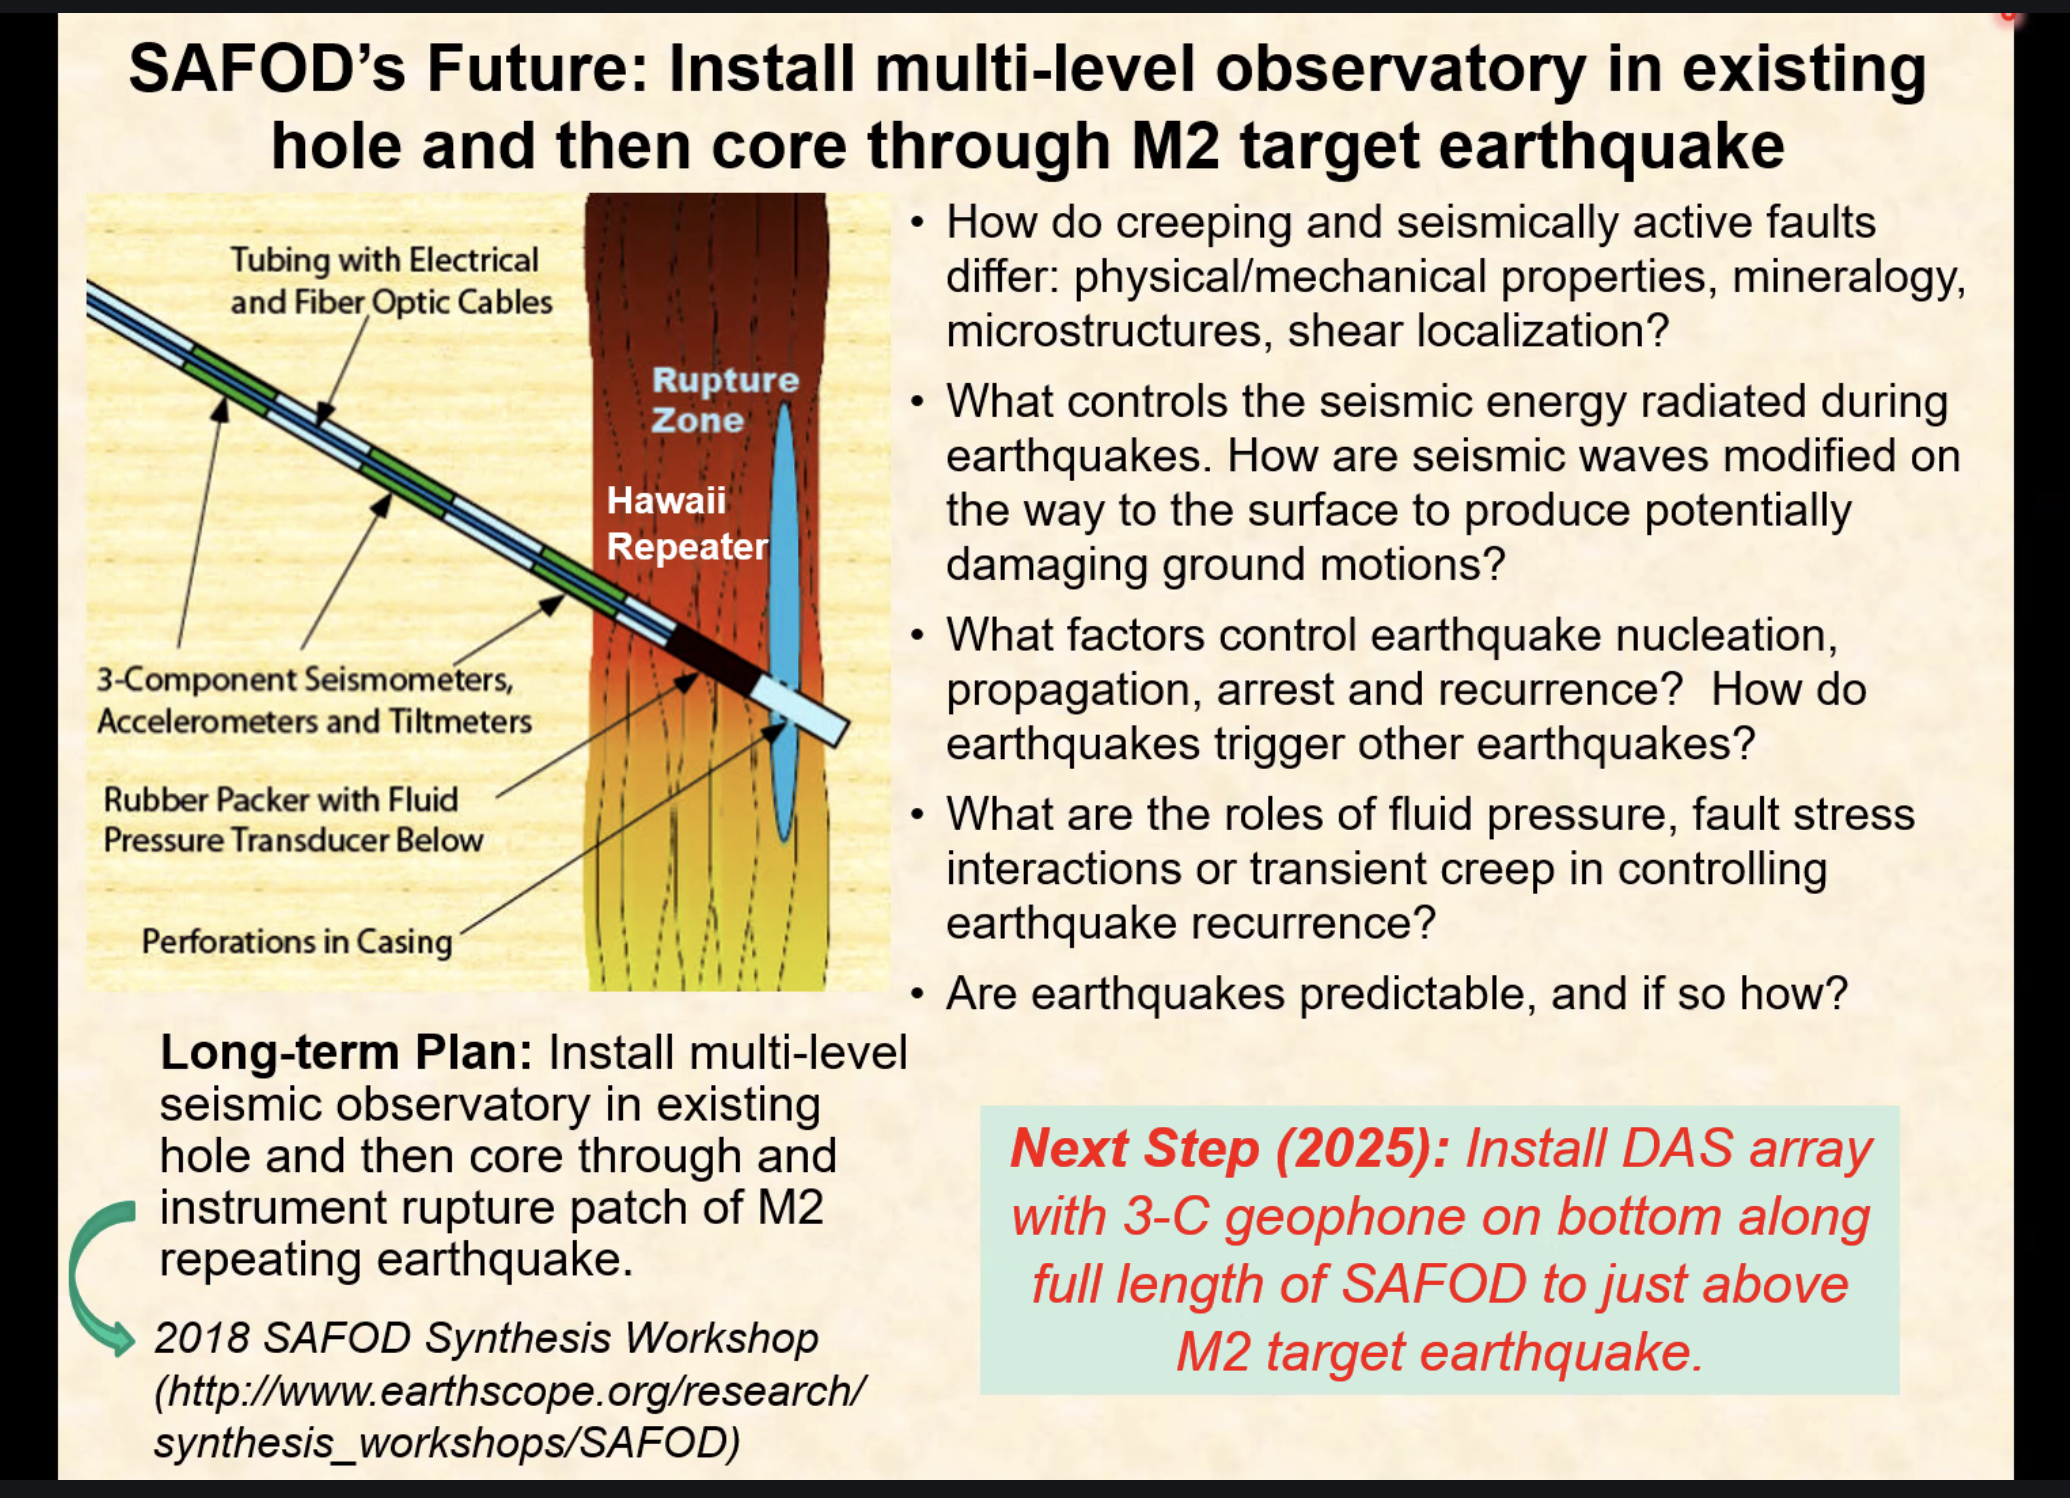 SAFOD’s Future: Install multi-level observatory in existing
hole and then core through M2 target earthquake
Tubing with Electrical
and Fiber Optic Cables
Rupture
Zone
Hawaii
Repeater
3-Component Seismometers,
Accelerometers and Tiltmeters
Rubber Packer with Fluid
Pressure Transducer Below
Perforations in Casing
• How do creeping and seismically active faults
differ: physical/mechanical properties, mineralogy,
microstructures, shear localization?
• What controls the seismic energy radiated during
earthquakes. How are seismic waves modified on
the way to the surface to produce potentially
damaging ground motions?
• What factors control earthquake nucleation,
propagation, arrest and recurrence?  How do
earthquakes trigger other earthquakes?
• What are the roles of fluid pressure, fault stress
interactions or transient creep in controlling
earthquake recurrence?
• Are earthquakes predictable, and if so how?
Long-term Plan: Install multi-level
seismic observatory in existing
hole and then core through and
instrument rupture patch of M2
repeating earthquake.
2018 SAFOD Synthesis Workshop
(http://www.earthscope.org/research/
synthesis_workshops/SAFOD)
Next Step (2025): Install DAS array
with 3-C geophone on bottom along
full length of SAFOD to just above
M2 target earthquake.